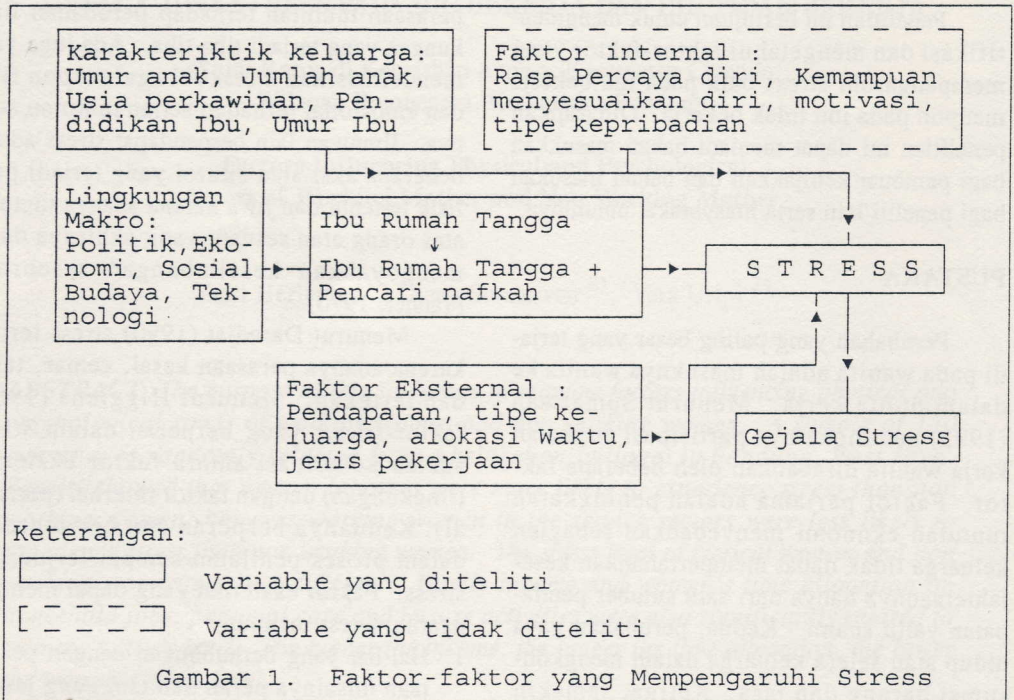 Karakteristik Keluarga:
Umur anak, Jumlah anak
Usia perkawinan Pen-
didikan Ibu, Umur Ibu
Faktor internal :
Rasa Percaya diri, Kemampuan
menyesuaikan diri, motivasi,
tipe kepribadian
Lingkungan
Makro:
Politik,Eko-
nomi, Sosial
Budaya, Tek-
nologi
Ibu Rumah Tangga
Ibu Rumah Tangga +
Pencari nafkah
S T R E S S
Faktor Eksternal :
Pendapatan, tipe ke-
luarga, alokasi Waktu,
jenis pekerjaan
Gejala Stress
Keterangan:
Variable yang diteliti
Variable yang tidak diteliti
Gambar 1. Faktor-faktor yang Mempengaruhi Stress